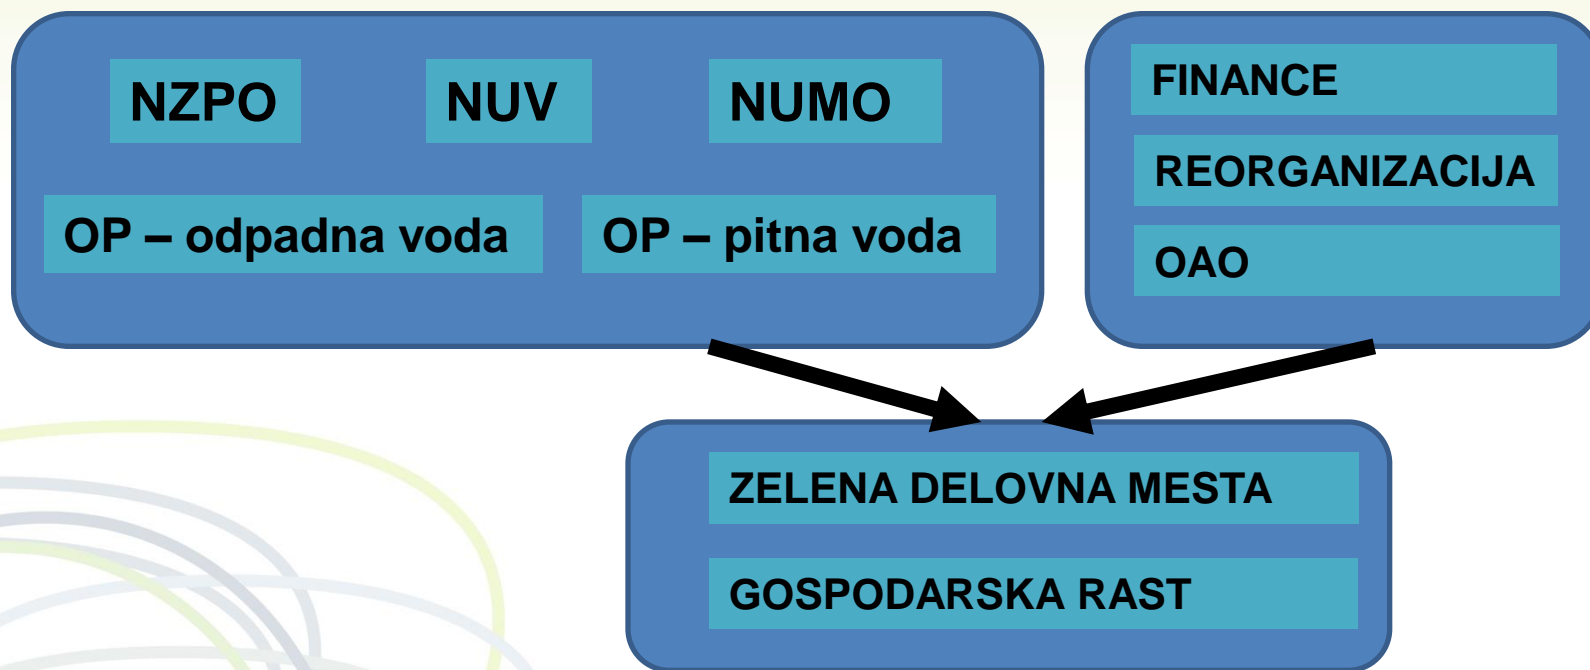 NZPO
NUV
NUMO
OP – odpadna voda
OP – pitna voda
FINANCE
REORGANIZACIJA
OAO
ZELENA DELOVNA MESTA
GOSPODARSKA RAST